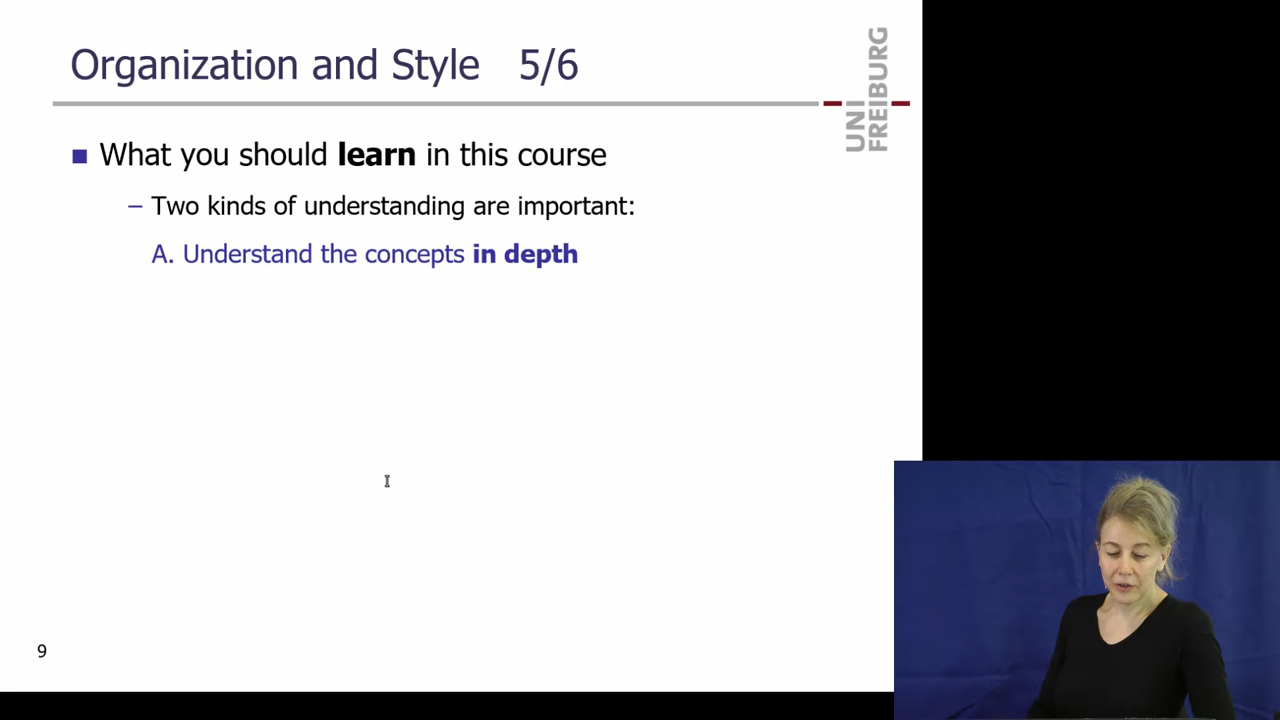 Organization and Style 5/6
UNI
FREIBURG
What you should learn in this course
– Two kinds of understanding are important:
A. Understand the concepts in depth
9